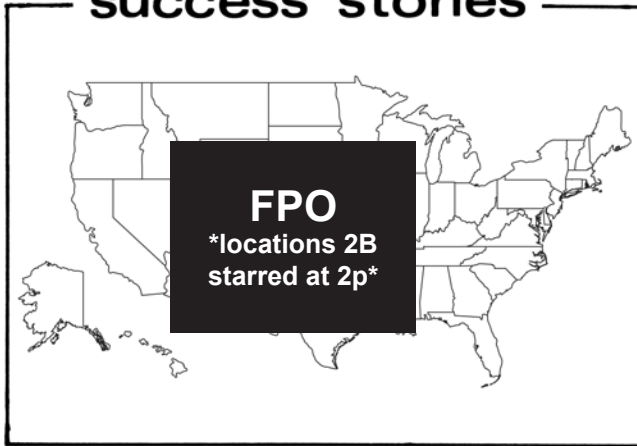 success stories
FPO
*locations 2B
starred at 2p*